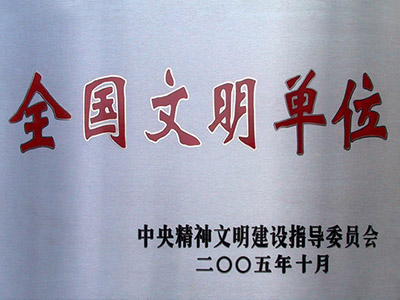 全国文明单位
中央精神文明建设指导委员会
二〇〇五年十月